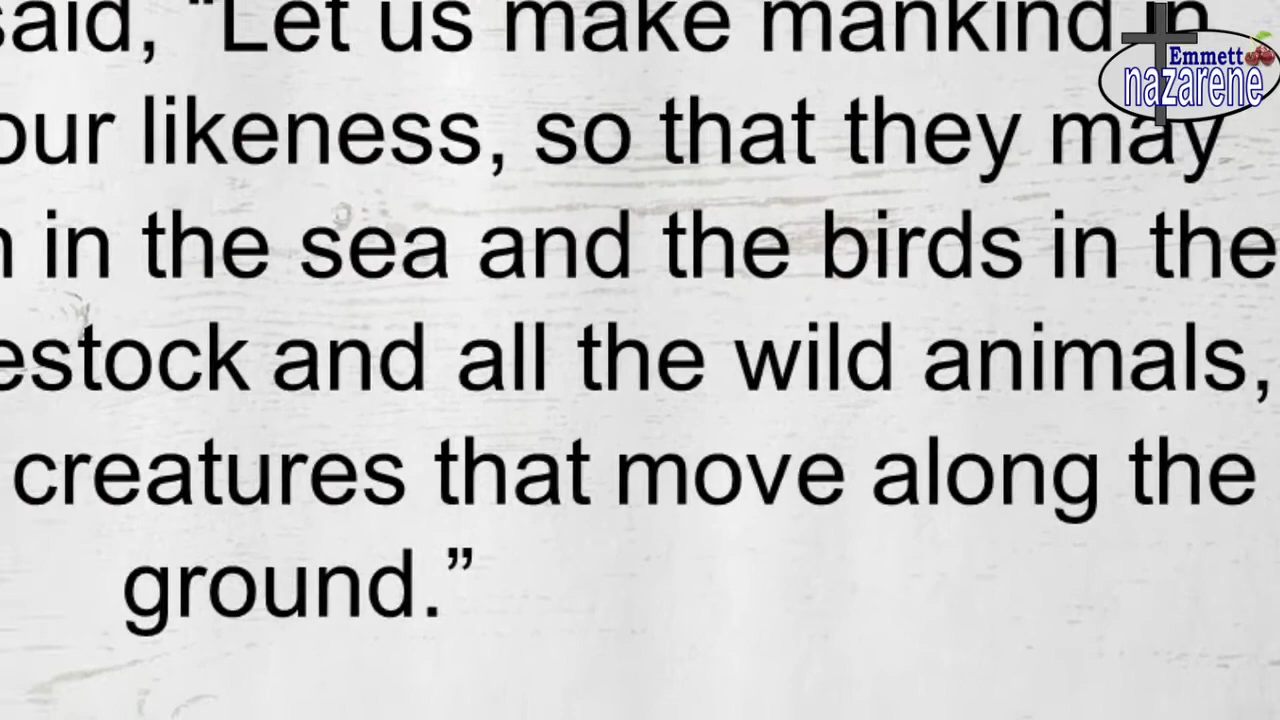 said, “Let us make mankind in
our likeness, so that they may
in the sea and the birds in the
estock and all the wild animals,
creatures that move along the
ground.”
Emmett
nazarene